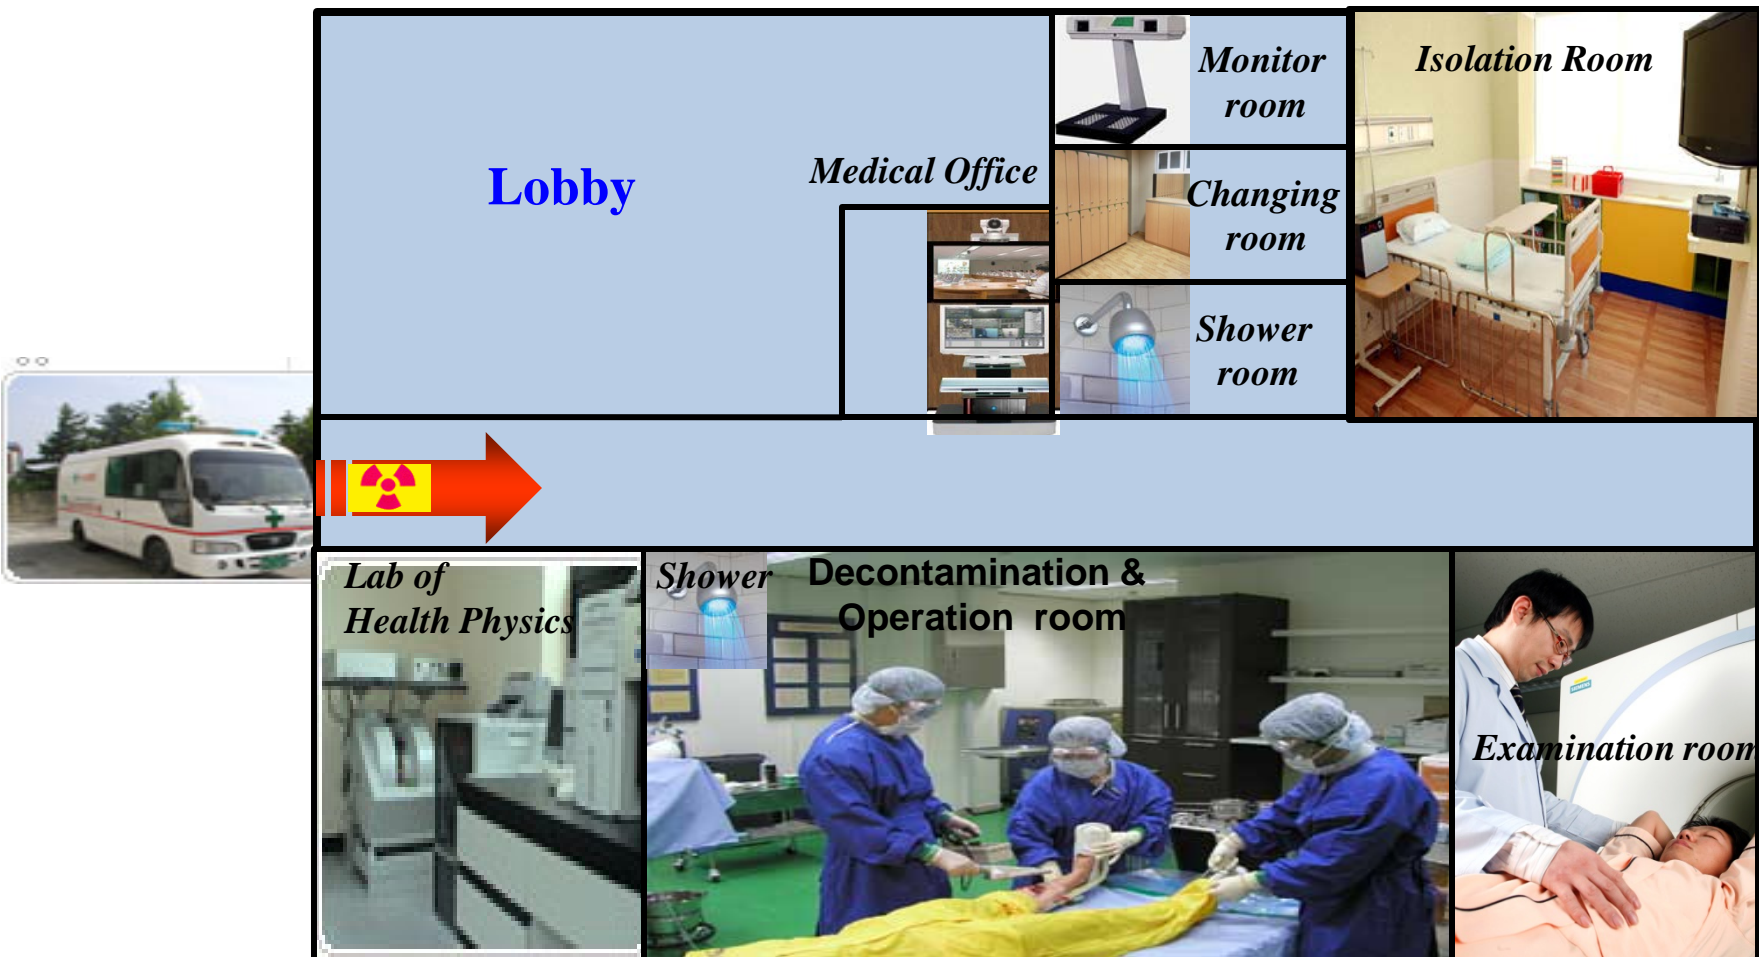 Monitor
room
Isolation Room
Lobby
Medical Office
Changing
room
Shower
room
Lab of
Health Physics
Shower
Decontamination &
Operation room
SIEMENS
Examination room